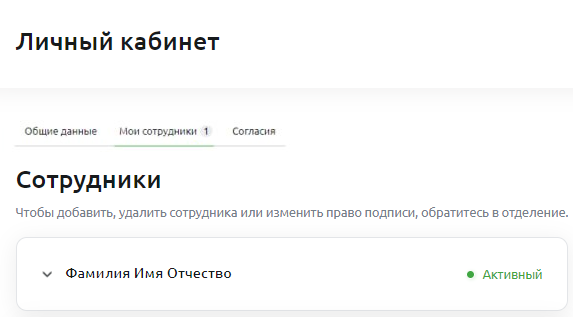 Личный кабинет
Общие данные Мои сотрудники 1 Согласия
Сотрудники
Чтобы добавить, удалить сотрудника или изменить право подписи, обратитесь в отделение.
Фамилия Имя Отчество Активный